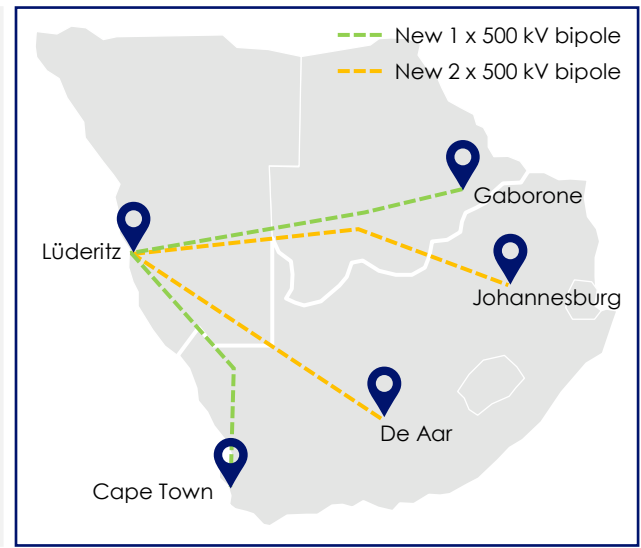 New 1 x 500 kV bipole
New 2 x 500 kV bipole
Gaborone
Lüderitz
Johannesburg
De Aar
Cape Town